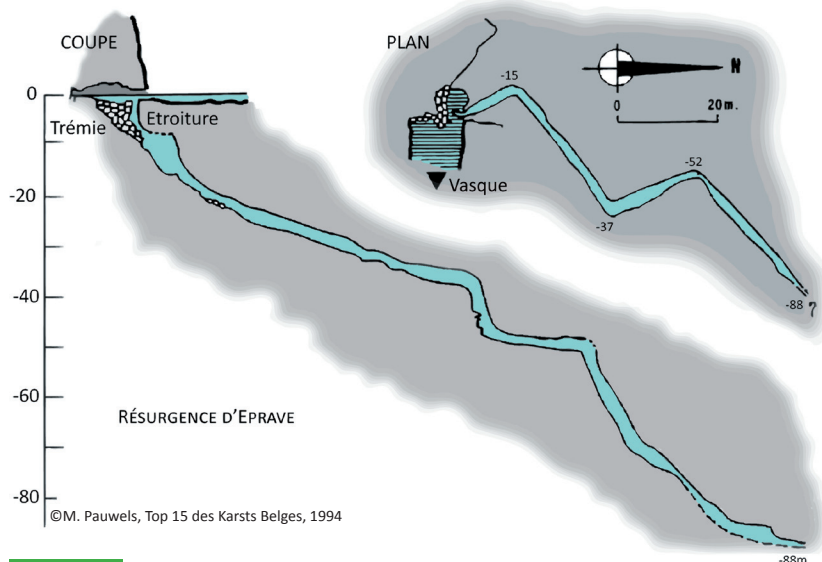 COUPE
PLAN
N
0 20 m.
-15
-52
-37
-88 ?
Vasque
0
Trémie
Etroiture
-20
-40
-60
-80
RÉSURGENCE D'EPRAVE
©M. Pauwels, Top 15 des Karsts Belges, 1994
-88m